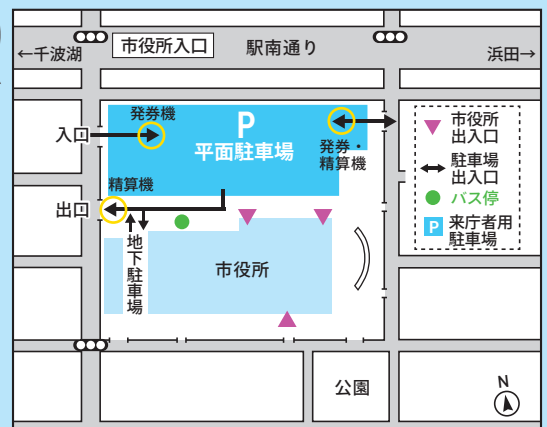 市役所入口
駅南通り
←千波湖
浜田→
発券機
入口
P
平面駐車場
発券・
精算機
精算機
出口
地下駐車場
市役所
公園
市役所
出入口
駐車場
出入口
バス停
P
来庁者用
駐車場
N